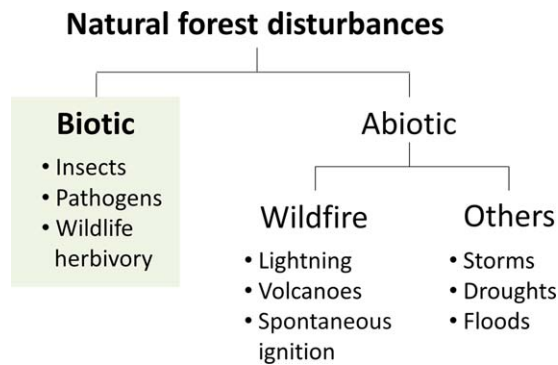 Natural forest disturbances
Biotic
• Insects
• Pathogens
• Wildlife
herbivory
Abiotic
Wildfire
• Lightning
• Volcanoes
• Spontaneous
ignition
Others
• Storms
• Droughts
• Floods